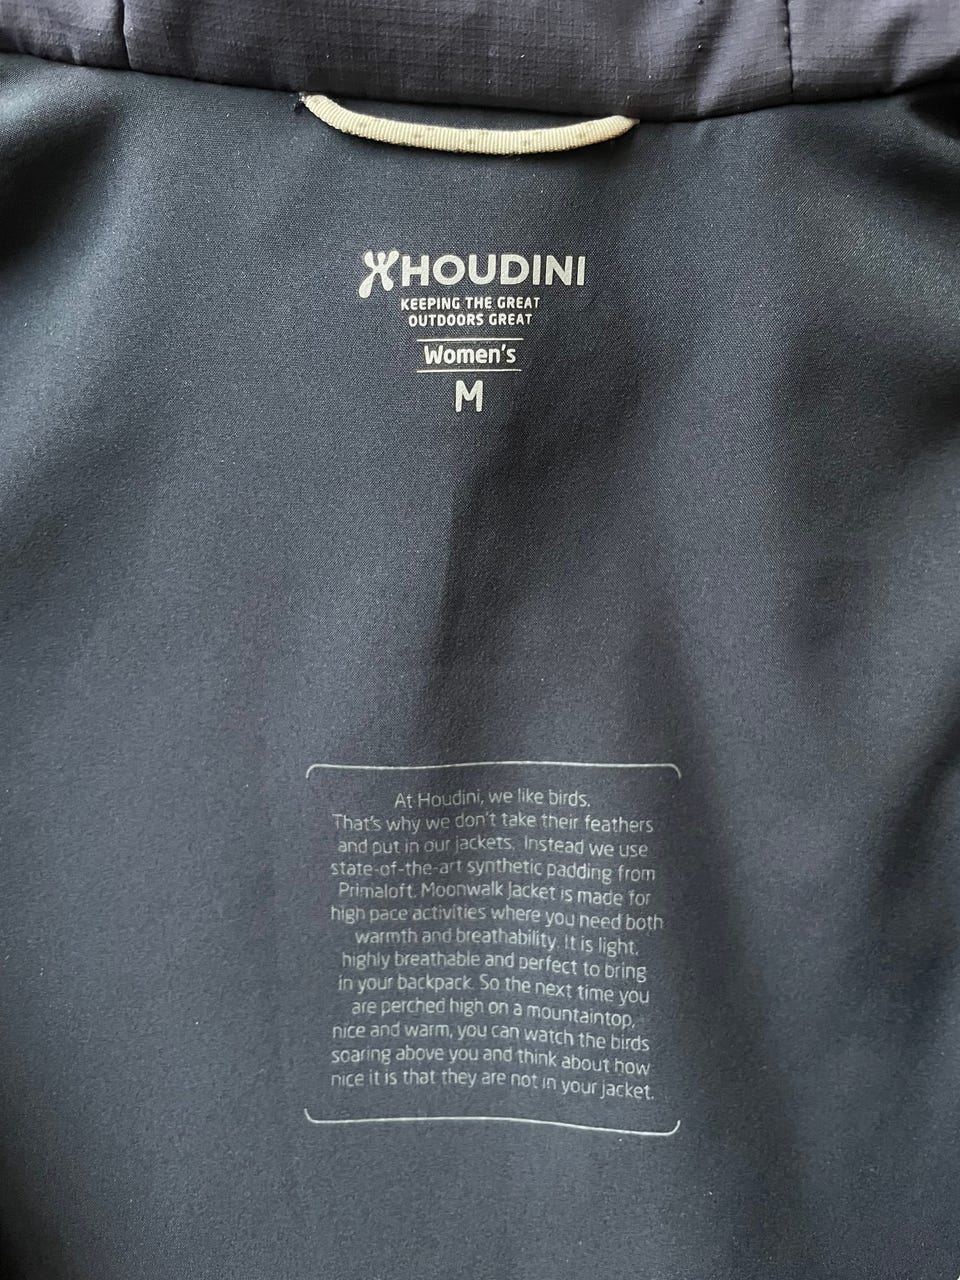 HOUDINI
KEEPING THE GREAT
OUTDOORS GREAT
Women's
M
At Houdini, we like birds.
That's why we don't take their feathers
and put in our jackets. Instead we use
state-of-the-art synthetic padding from
Primaloft. Moonwalk Jacket is made for
high pace activities where you need both
warmth and breathability. It is light,
highly breathable and perfect to bring
in your backpack. So the next time you
are perched high on a mountaintop,
nice and warm, you can watch the birds
soaring above you and think about how
nice it is that they are not in your jacket.